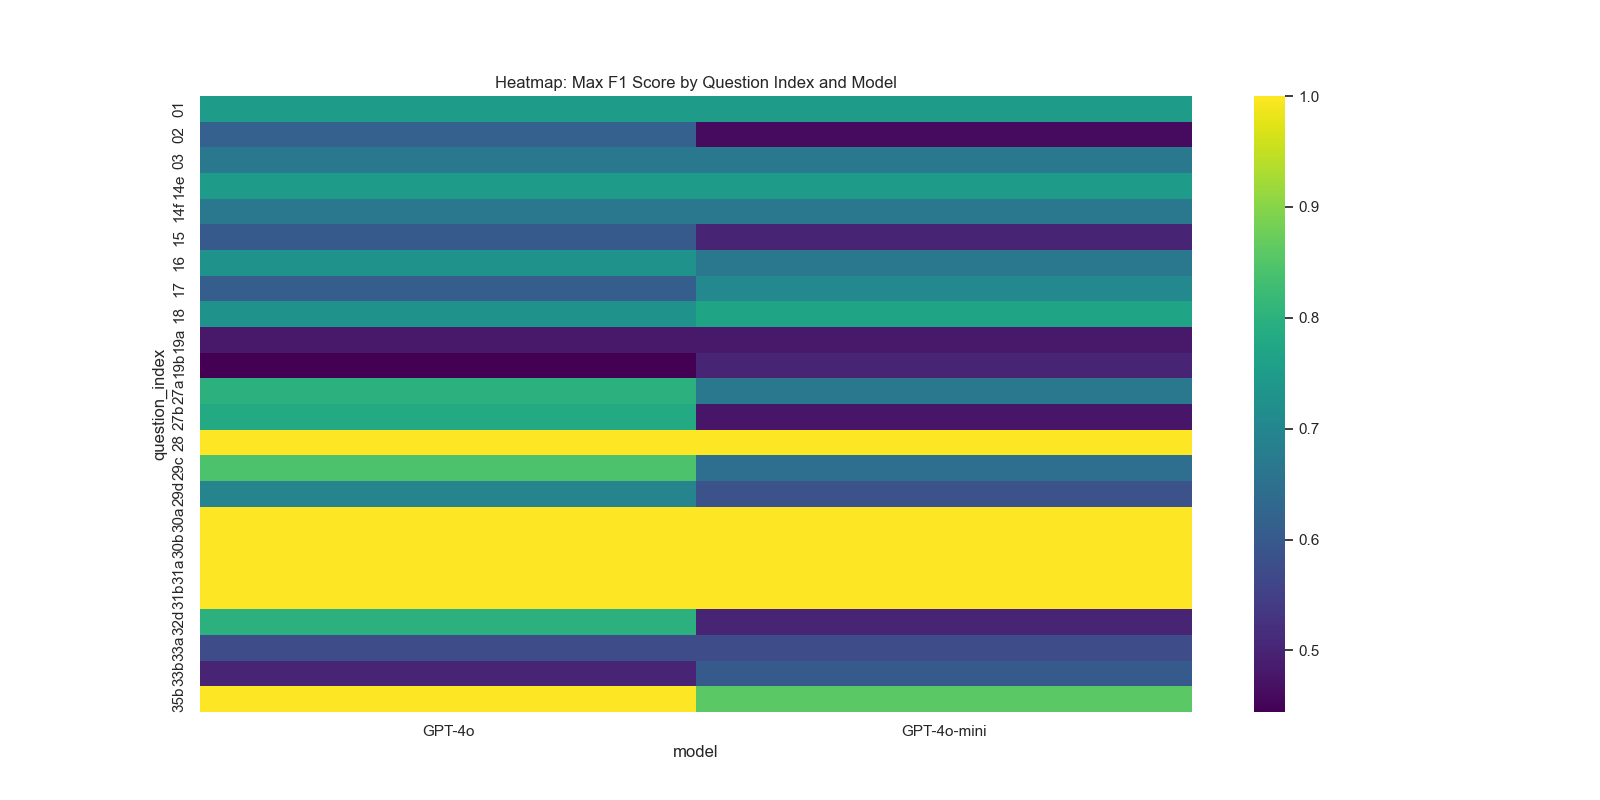 Heatmap: Max F1 Score by Question Index and Model
question_index
01
02
03
14e
14f
15
16
17
18
19a
19b
27a
27b
28
29c
29d
30a
30b
31a
31b
32d
33a
33b
35b
GPT-4o
GPT-4o-mini
model
1.0
0.9
0.8
0.7
0.6
0.5